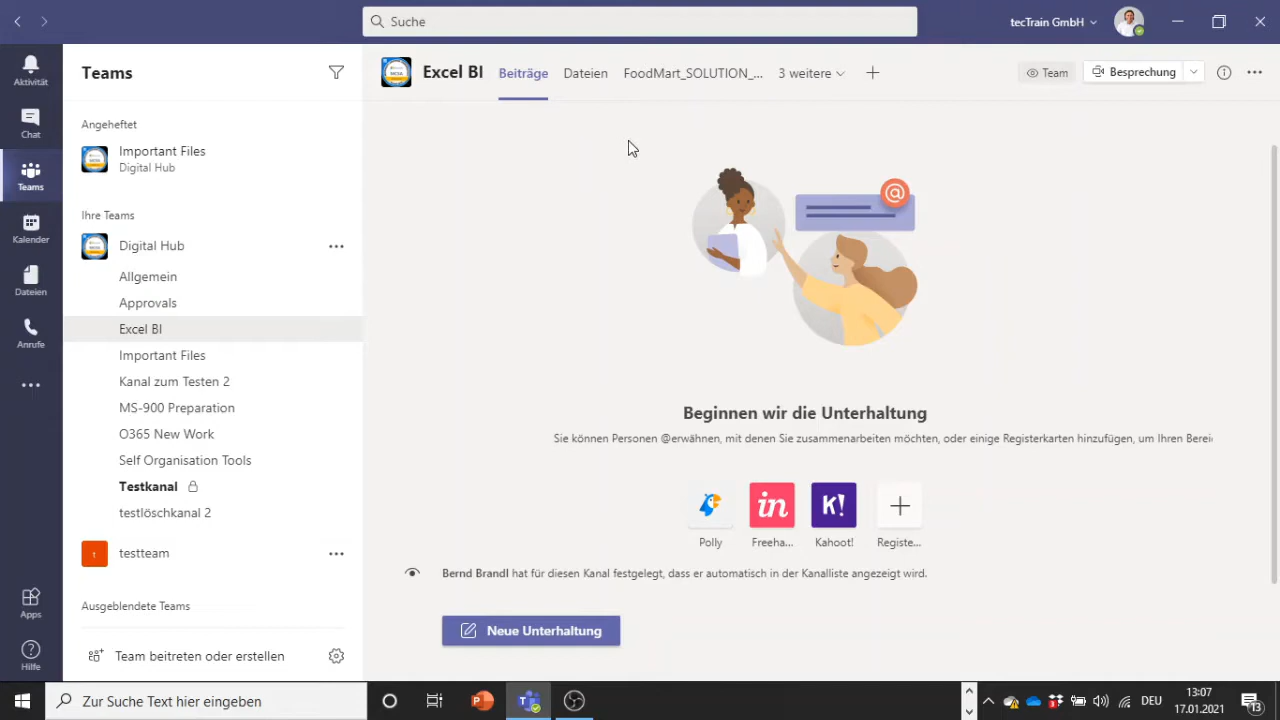 Suche
tecTrain GmbH
Aktivität
Chat
Teams
Kalender
Dateien
Anrufe
Apps
Hilfe
Teams
Angeheftet
Important Files
Digital Hub
Ihre Teams
Digital Hub
Allgemein
Approvals
Excel BI
Important Files
Kanal zum Testen 2
MS-900 Preparation
O365 New Work
Self Organisation Tools
Testkanal
testlöschkanal 2
t testteam
Ausgeblendete Teams
Team beitreten oder erstellen
Excel BI Beiträge Dateien FoodMart_SOLUTION_... 3 weitere
Team Besprechung
Beginnen wir die Unterhaltung
Sie können Personen @erwähnen, mit denen Sie zusammenarbeiten möchten, oder einige Registerkarten hinzufügen, um Ihren Berei
in K!
Polly Freeha... Kahoot! Registe...
Bernd Brandl hat für diesen Kanal festgelegt, dass er automatisch in der Kanalliste angezeigt wird.
Neue Unterhaltung
Zur Suche Text hier eingeben
DEU
13:07
17.01.2021
13